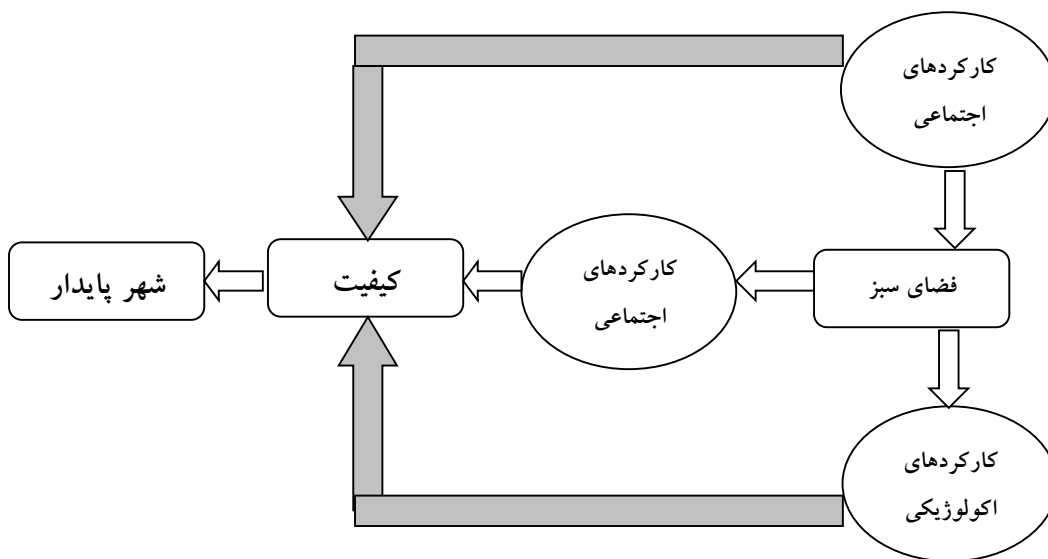 کارکردهای
اجتماعی
فضای سبز
کارکردهای
اجتماعی
کیفیت
شهر پایدار
کارکردهای
اکولوژیکی